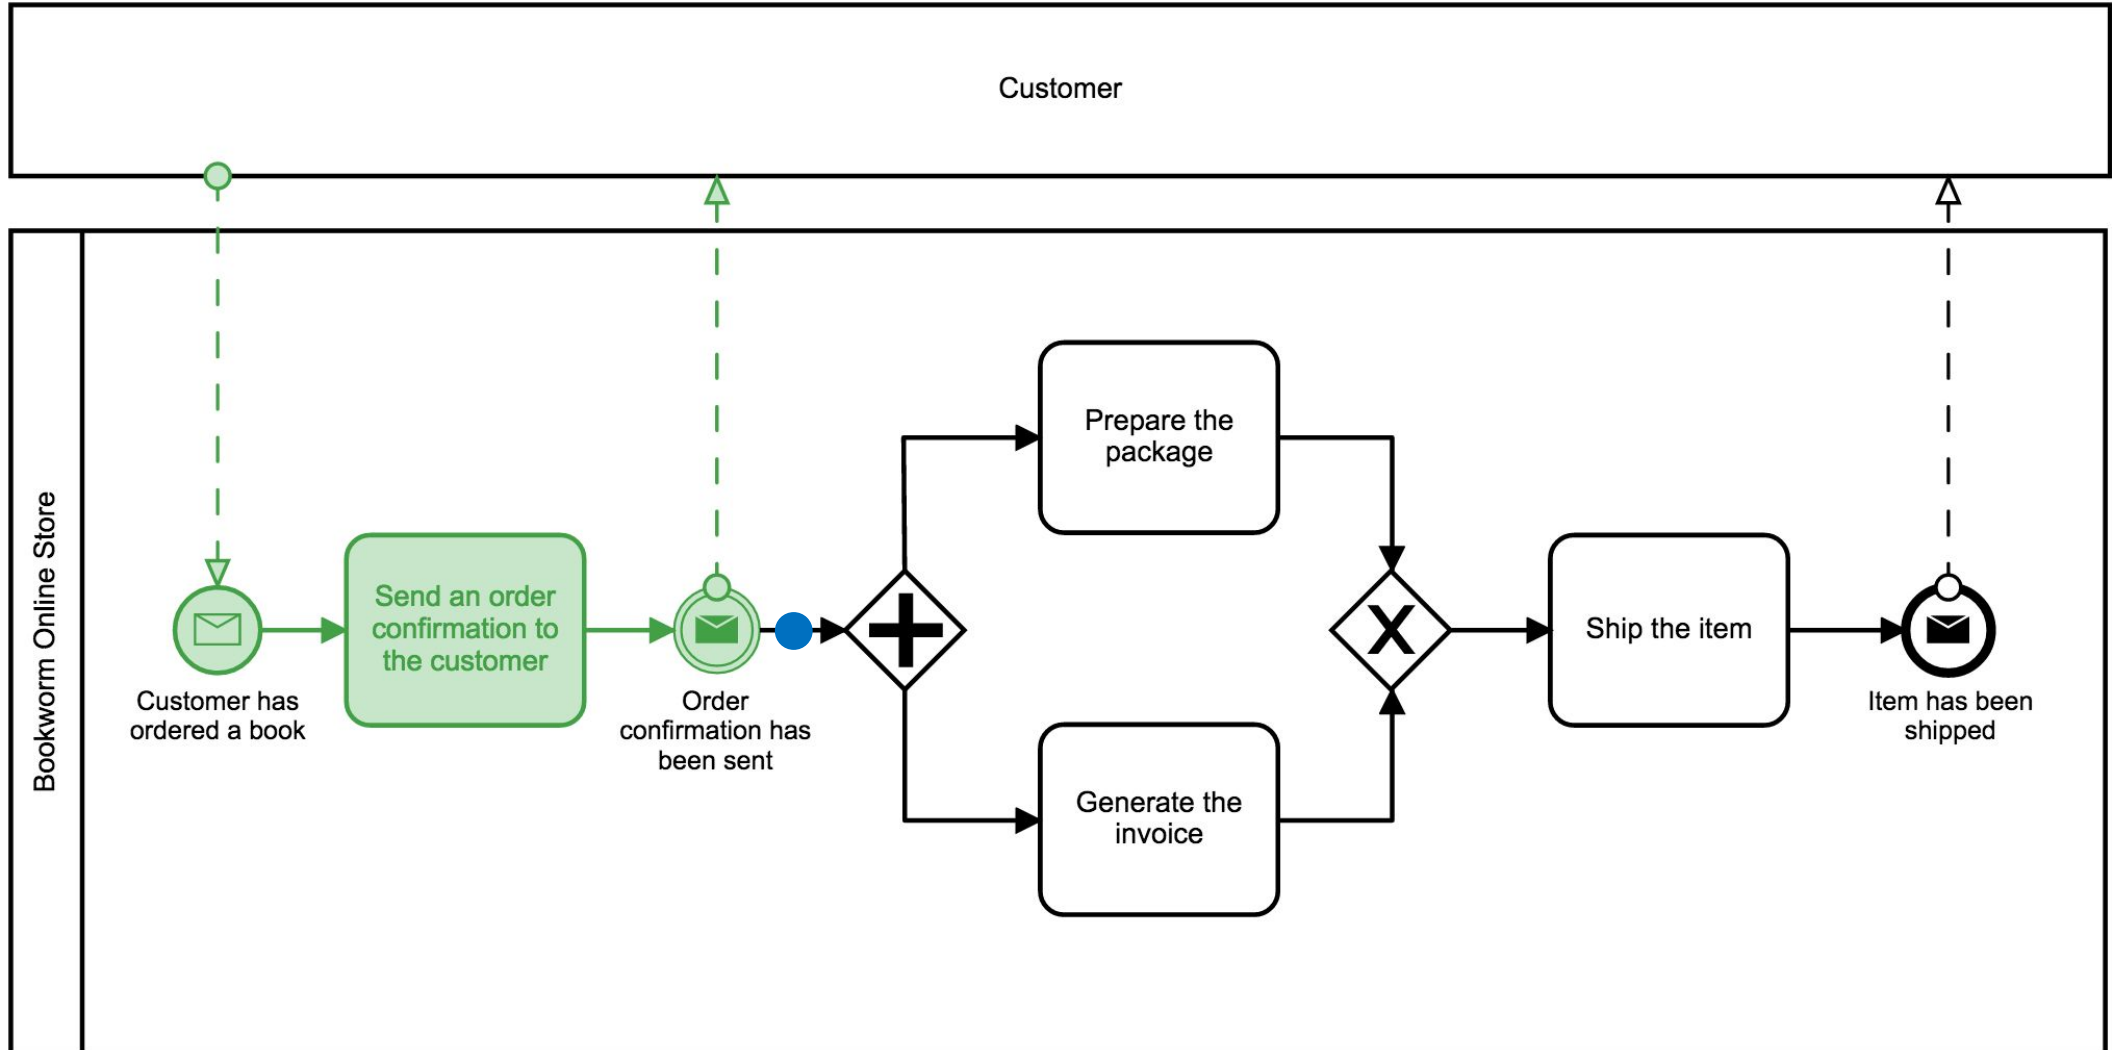 Customer
Bookworm Online Store
Send an order
confirmation to
the customer
Customer has
ordered a book
Order
confirmation has
been sent
Prepare the
package
Generate the
invoice
X
Ship the item
Item has been
shipped